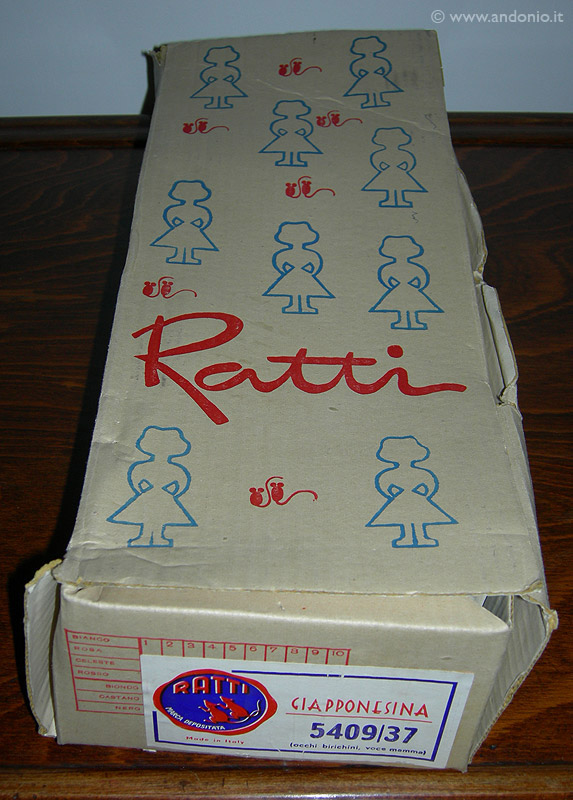 © www.andonio.it
Ratti
BIANCO 1 2 3 4 5 6 7 8 9 10
ROSA
CELESTE
ROSSO
BIONDO
CASTANO
NERO
RATTI
MARCA DEPOSITATA
Made in Italy
GIAPPONESINA
5409/37
(occhi birichini, voce mamma)